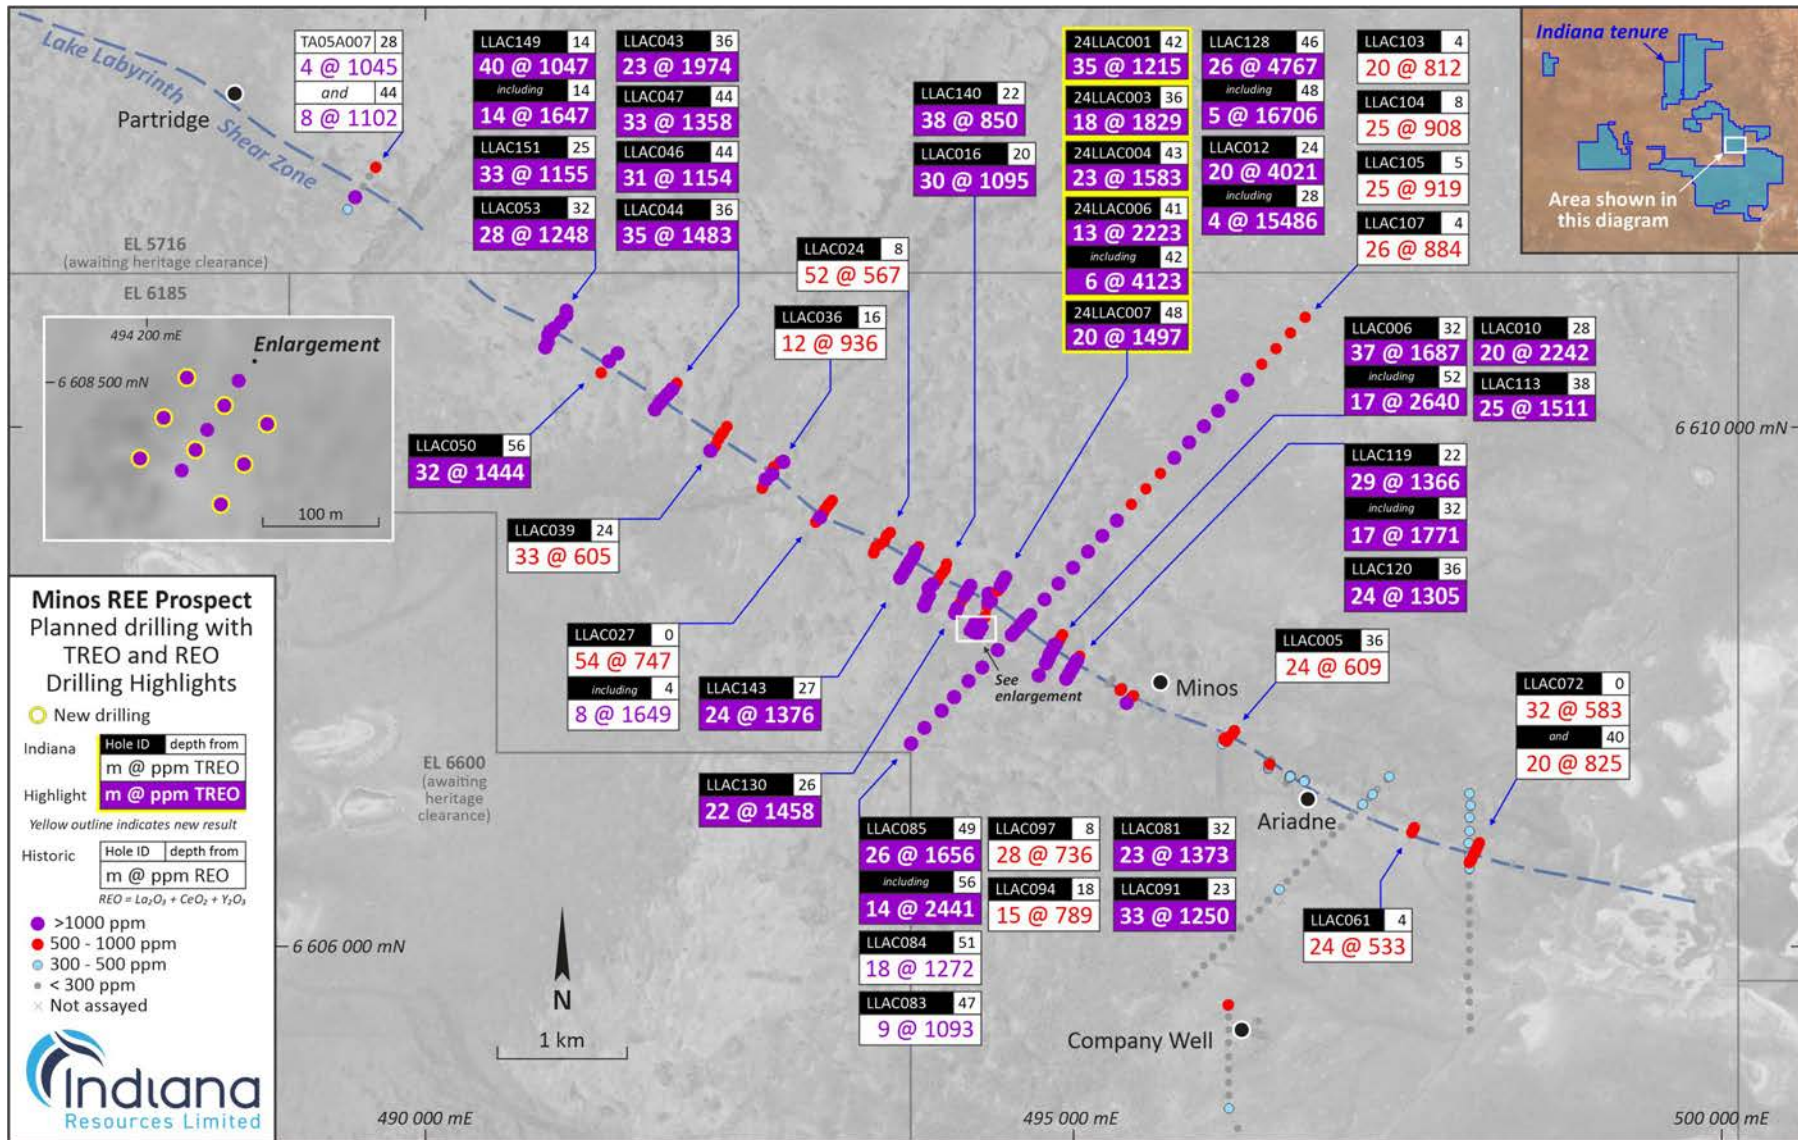 Lake Labyrinth
Shear Zone
Partridge
TA05A007 28
4 @ 1045
and 44
8 @ 1102
LLAC149 14
40 @ 1047
including 14
14 @ 1647
LLAC151 25
33 @ 1155
LLAC053 32
28 @ 1248
LLAC043 36
23 @ 1974
LLAC047 44
33 @ 1358
LLAC046 44
31 @ 1154
LLAC044 36
35 @ 1483
LLAC024 8
52 @ 567
LLAC036 16
12 @ 936
LLAC140 22
38 @ 850
LLAC016 20
30 @ 1095
24LLAC001 42
35 @ 1215
24LLAC003 36
18 @ 1829
24LLAC004 43
23 @ 1583
24LLAC006 41
13 @ 2223
including 42
6 @ 4123
24LLAC007 48
20 @ 1497
LLAC128 46
26 @ 4767
including 48
5 @ 16706
LLAC012 24
20 @ 4021
including 28
4 @ 15486
LLAC103 4
20 @ 812
LLAC104 8
25 @ 908
LLAC105 5
25 @ 919
LLAC107 4
26 @ 884
Indiana tenure
Area shown in
this diagram
EL 5716
(awaiting heritage clearance)
EL 6185
494 200 mE
Enlargement
6 608 500 mN
100 m
LLAC006 32
37 @ 1687
including 52
17 @ 2640
LLAC010 28
20 @ 2242
LLAC113 38
25 @ 1511
6 610 000 mN
LLAC119 22
29 @ 1366
including 32
17 @ 1771
LLAC120 36
24 @ 1305
LLAC050 56
32 @ 1444
LLAC039 24
33 @ 605
LLAC027 0
54 @ 747
including 4
8 @ 1649
LLAC143 27
24 @ 1376
LLAC130 26
22 @ 1458
See
enlargement
Minos
LLAC005 36
24 @ 609
LLAC072 0
32 @ 583
and 40
20 @ 825
Ariadne
EL 6600
(awaiting
heritage
clearance)
LLAC085 49
26 @ 1656
including 56
14 @ 2441
LLAC084 51
18 @ 1272
LLAC083 47
9 @ 1093
LLAC097 8
28 @ 736
LLAC094 18
15 @ 789
LLAC081 32
23 @ 1373
LLAC091 23
33 @ 1250
LLAC061 4
24 @ 533
Company Well
Minos REE Prospect
Planned drilling with
TREO and REO
Drilling Highlights
New drilling
Indiana
Hole ID depth from
m @ ppm TREO
Highlight m @ ppm TREO
Yellow outline indicates new result
Historic
Hole ID depth from
m @ ppm REO
REO = La₂O₃ + CeO₂ + Y₂O₃
>1000 ppm
500 - 1000 ppm
300 - 500 ppm
< 300 ppm
× Not assayed
Indiana
Resources Limited
6 606 000 mN
N
1 km
490 000 mE
495 000 mE
500 000 mE